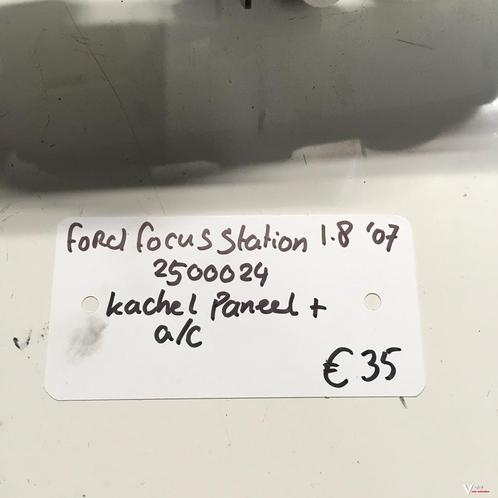 Ford focus station 1.8 '07
2500024
kachel Paneel +
a/c
€ 35